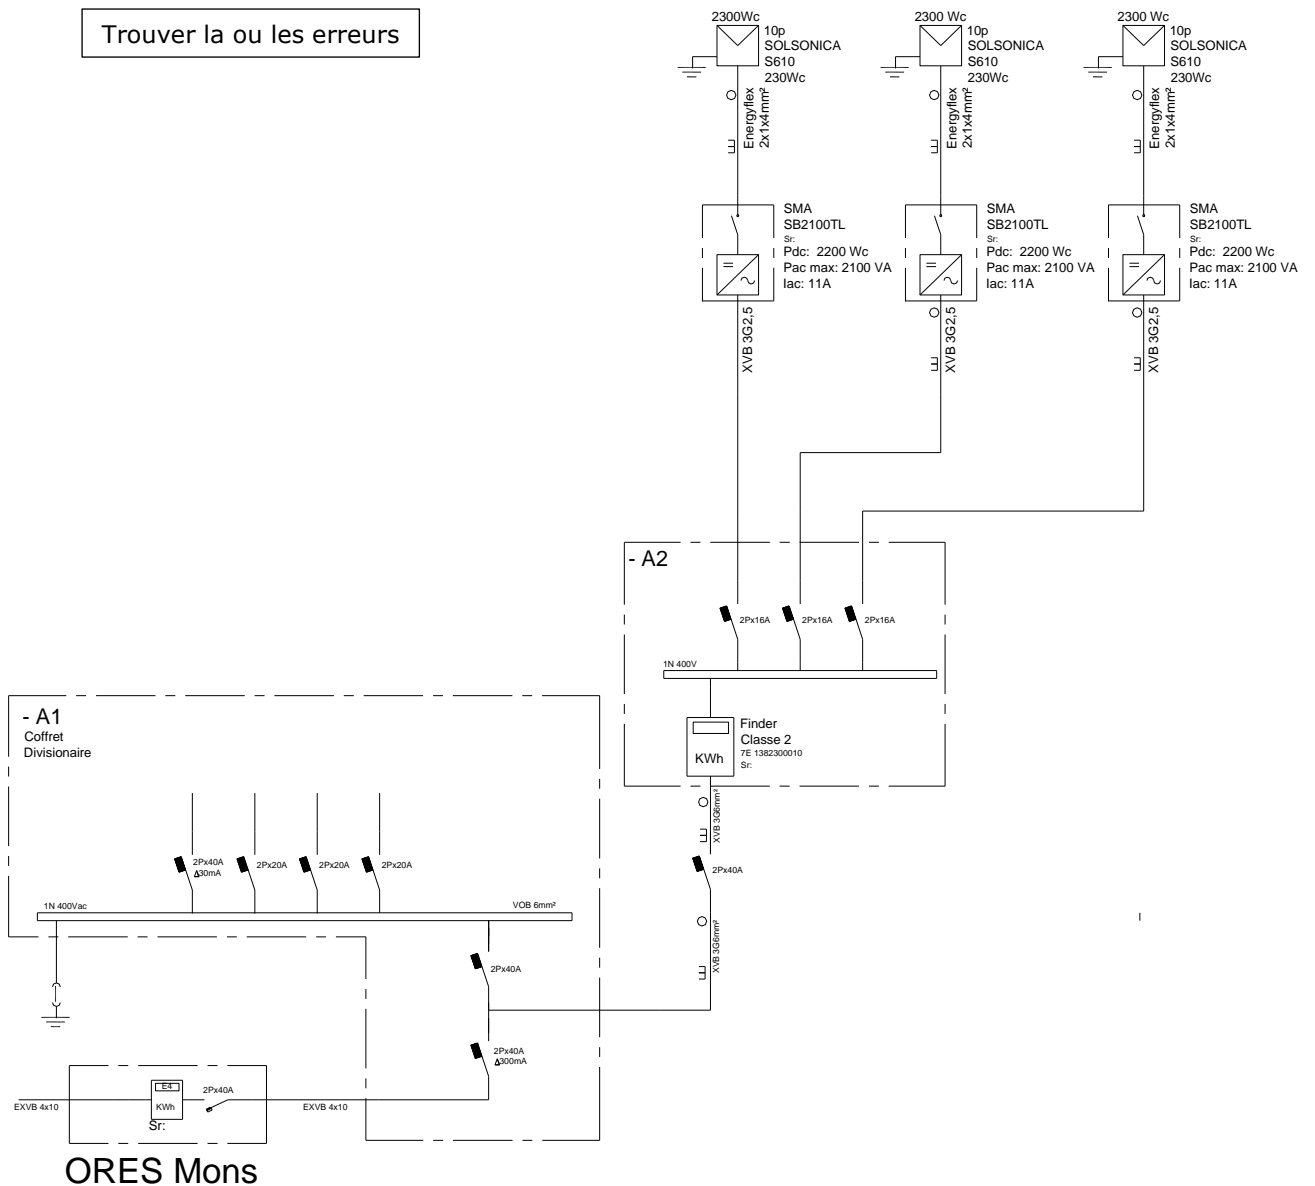 Trouver la ou les erreurs
2300Wc
10p
SOLSONICA
S610
230Wc
Energyflex
2x1x4mm²
2300 Wc
10p
SOLSONICA
S610
230Wc
Energyflex
2x1x4mm²
2300 Wc
10p
SOLSONICA
S610
230Wc
Energyflex
2x1x4mm²
SMA
SB2100TL
Sr:
Pdc: 2200 Wc
Pac max: 2100 VA
Iac: 11A
XVB 3G2,5
SMA
SB2100TL
Sr:
Pdc: 2200 Wc
Pac max: 2100 VA
Iac: 11A
XVB 3G2,5
SMA
SB2100TL
Sr:
Pdc: 2200 Wc
Pac max: 2100 VA
Iac: 11A
XVB 3G2,5
- A2
2Px16A
2Px16A
2Px16A
1N 400V
KWh
Finder
Classe 2
7E 1382300010
Sr:
XVB 3G6mm²
2Px40A
XVB 3G6mm²
- A1
Coffret
Divisionaire
2Px40A
Δ30mA
2Px20A
2Px20A
2Px20A
1N 400Vac
VOB 6mm²
2Px40A
2Px40A
Δ300mA
EXVB 4x10
E4
KWh
Sr:
2Px40A
EXVB 4x10
ORES Mons